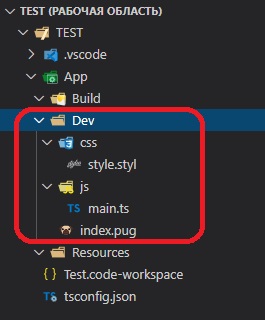 TEST (РАБОЧАЯ ОБЛАСТЬ)
TEST
.vscode
App
Build
Dev
css
style.styl
js
TS main.ts
index.pug
Resources
{} Test.code-workspace
TS tsconfig.json